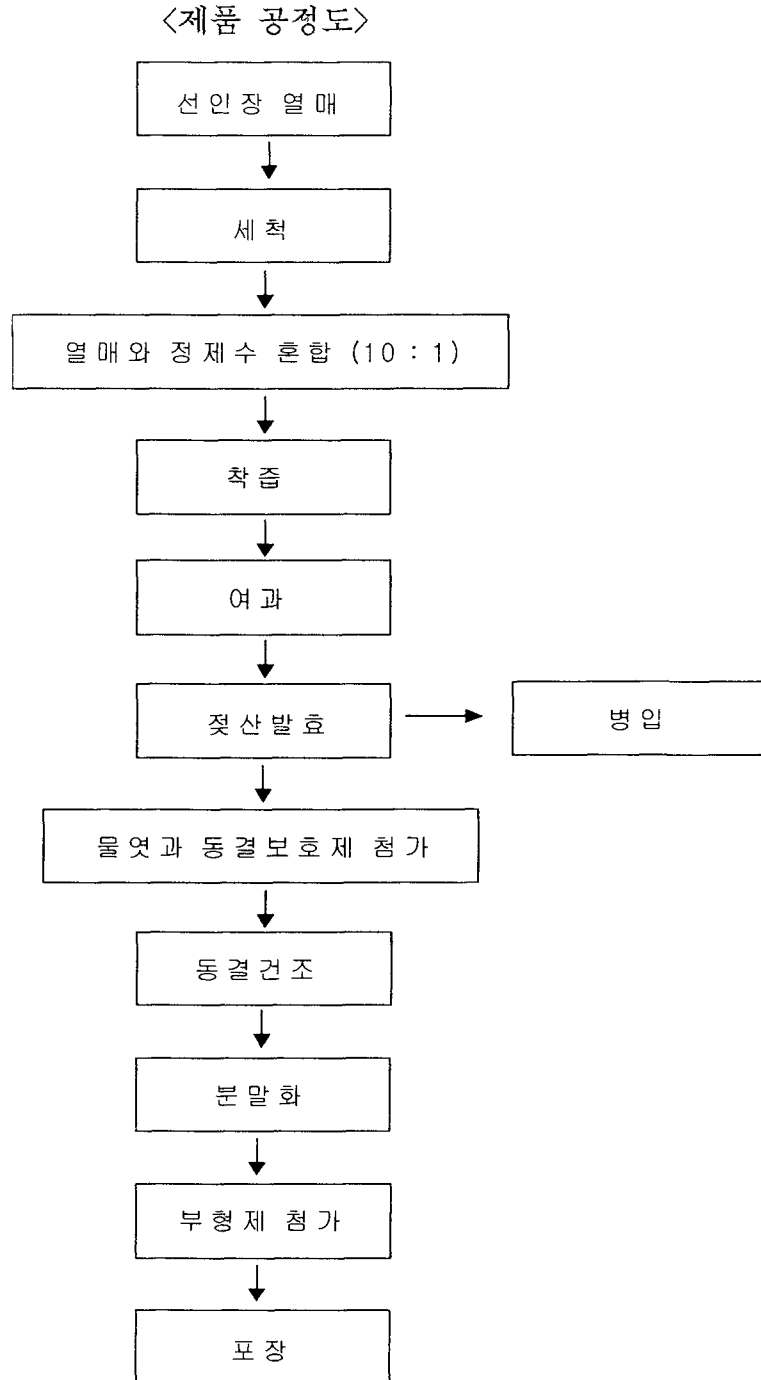 <제품 공정도>
선인장 열매
세척
열매와 정제수 혼합 (10 : 1)
착즙
여과
젖산발효
병입
물엿과 동결보호제 첨가
동결건조
분말화
부형제 첨가
포장